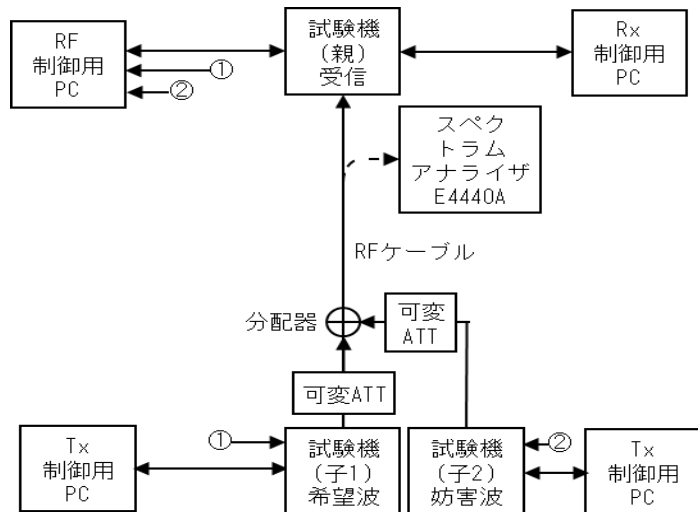 RF
制御用
PC
①
②
試験機
(親)
受信
Rx
制御用
PC
スペク
トラム
アナライザ
E4440A
RFケーブル
分配器
可変
ATT
可変ATT
Tx
制御用
PC
①
試験機
(子1)
希望波
試験機
(子2)
妨害波
②
Tx
制御用
PC